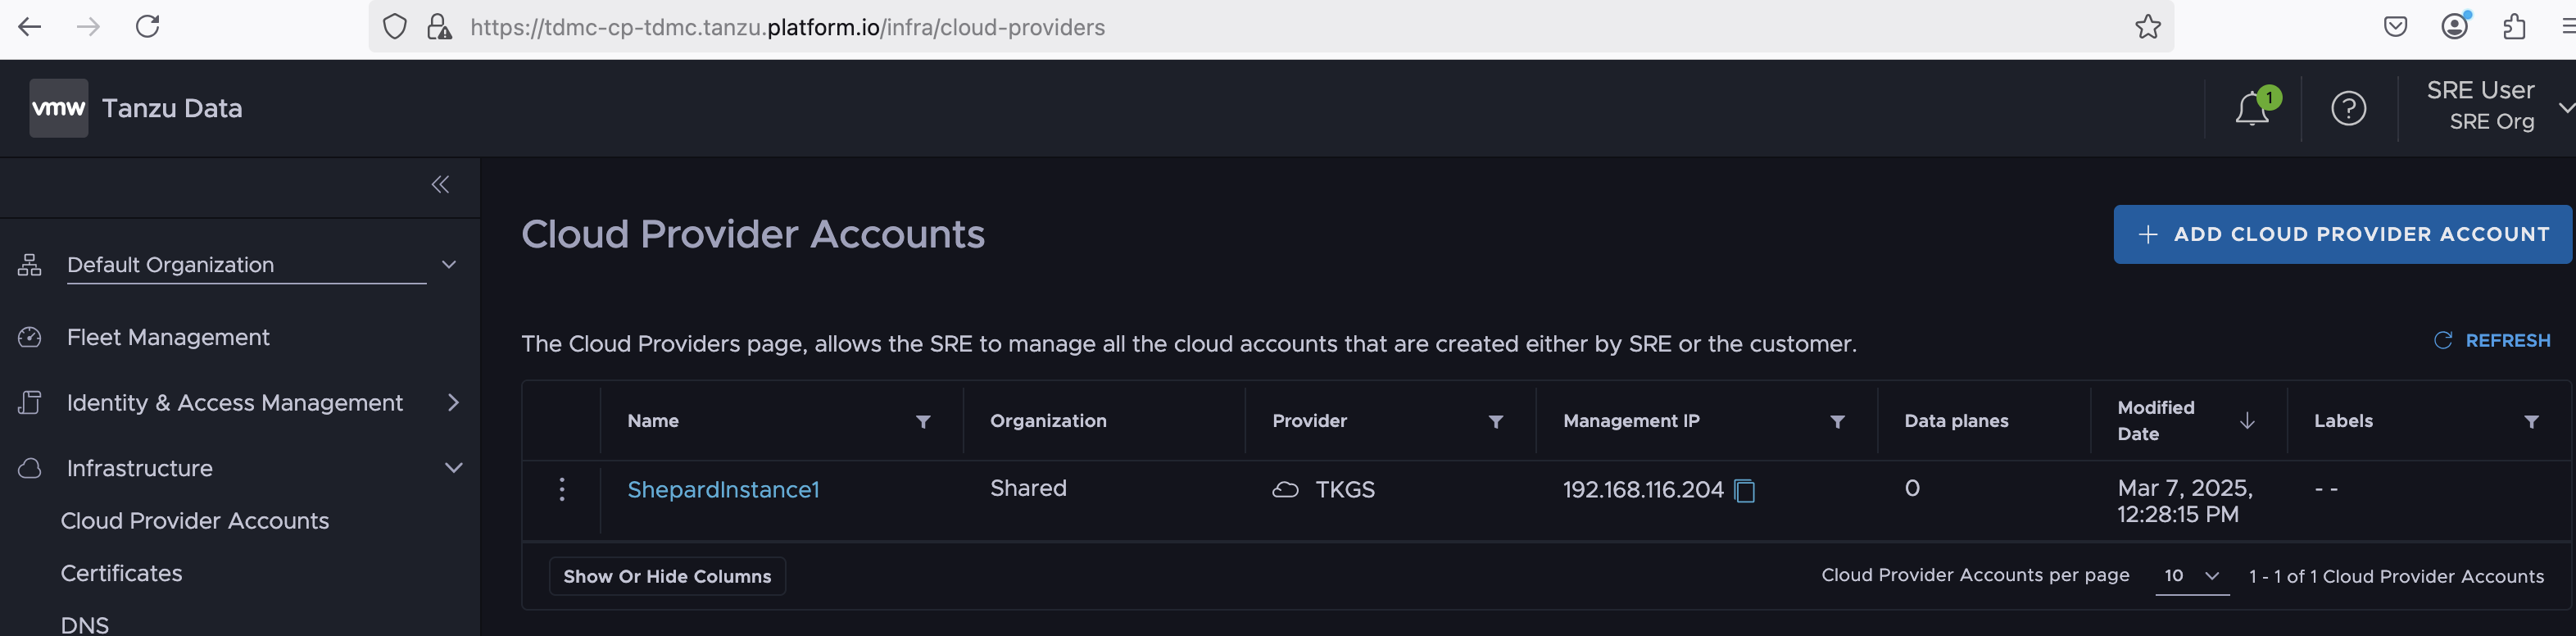 https://tdmc-cp-tdmc.tanzu.platform.io/infra/cloud-providers
vmw Tanzu Data
1
SRE User
SRE Org
Default Organization
Fleet Management
Identity & Access Management
Infrastructure
Cloud Provider Accounts
Certificates
DNS
Cloud Provider Accounts
ADD CLOUD PROVIDER ACCOUNT
The Cloud Providers page, allows the SRE to manage all the cloud accounts that are created either by SRE or the customer.
REFRESH
Name Organization Provider Management IP Data planes Modified Date Labels
ShepardInstance1 Shared TKGS 192.168.116.204 0 Mar 7, 2025, 12:28:15 PM - -
Show Or Hide Columns
Cloud Provider Accounts per page 10 1 - 1 of 1 Cloud Provider Accounts